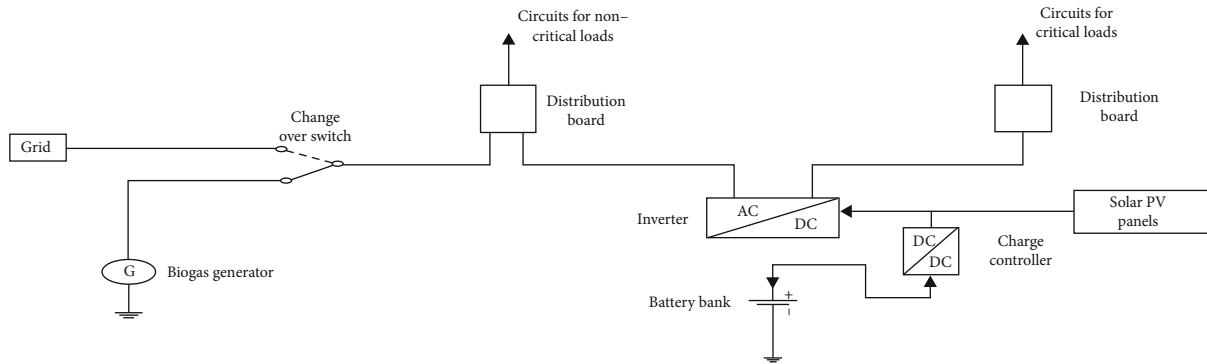 Circuits for non–
critical loads
Circuits for
critical loads
Distribution
board
Distribution
board
Change
over switch
Grid
Inverter
AC
DC
Solar PV
panels
DC
DC
Charge
controller
G
Biogas generator
Battery bank
+
–